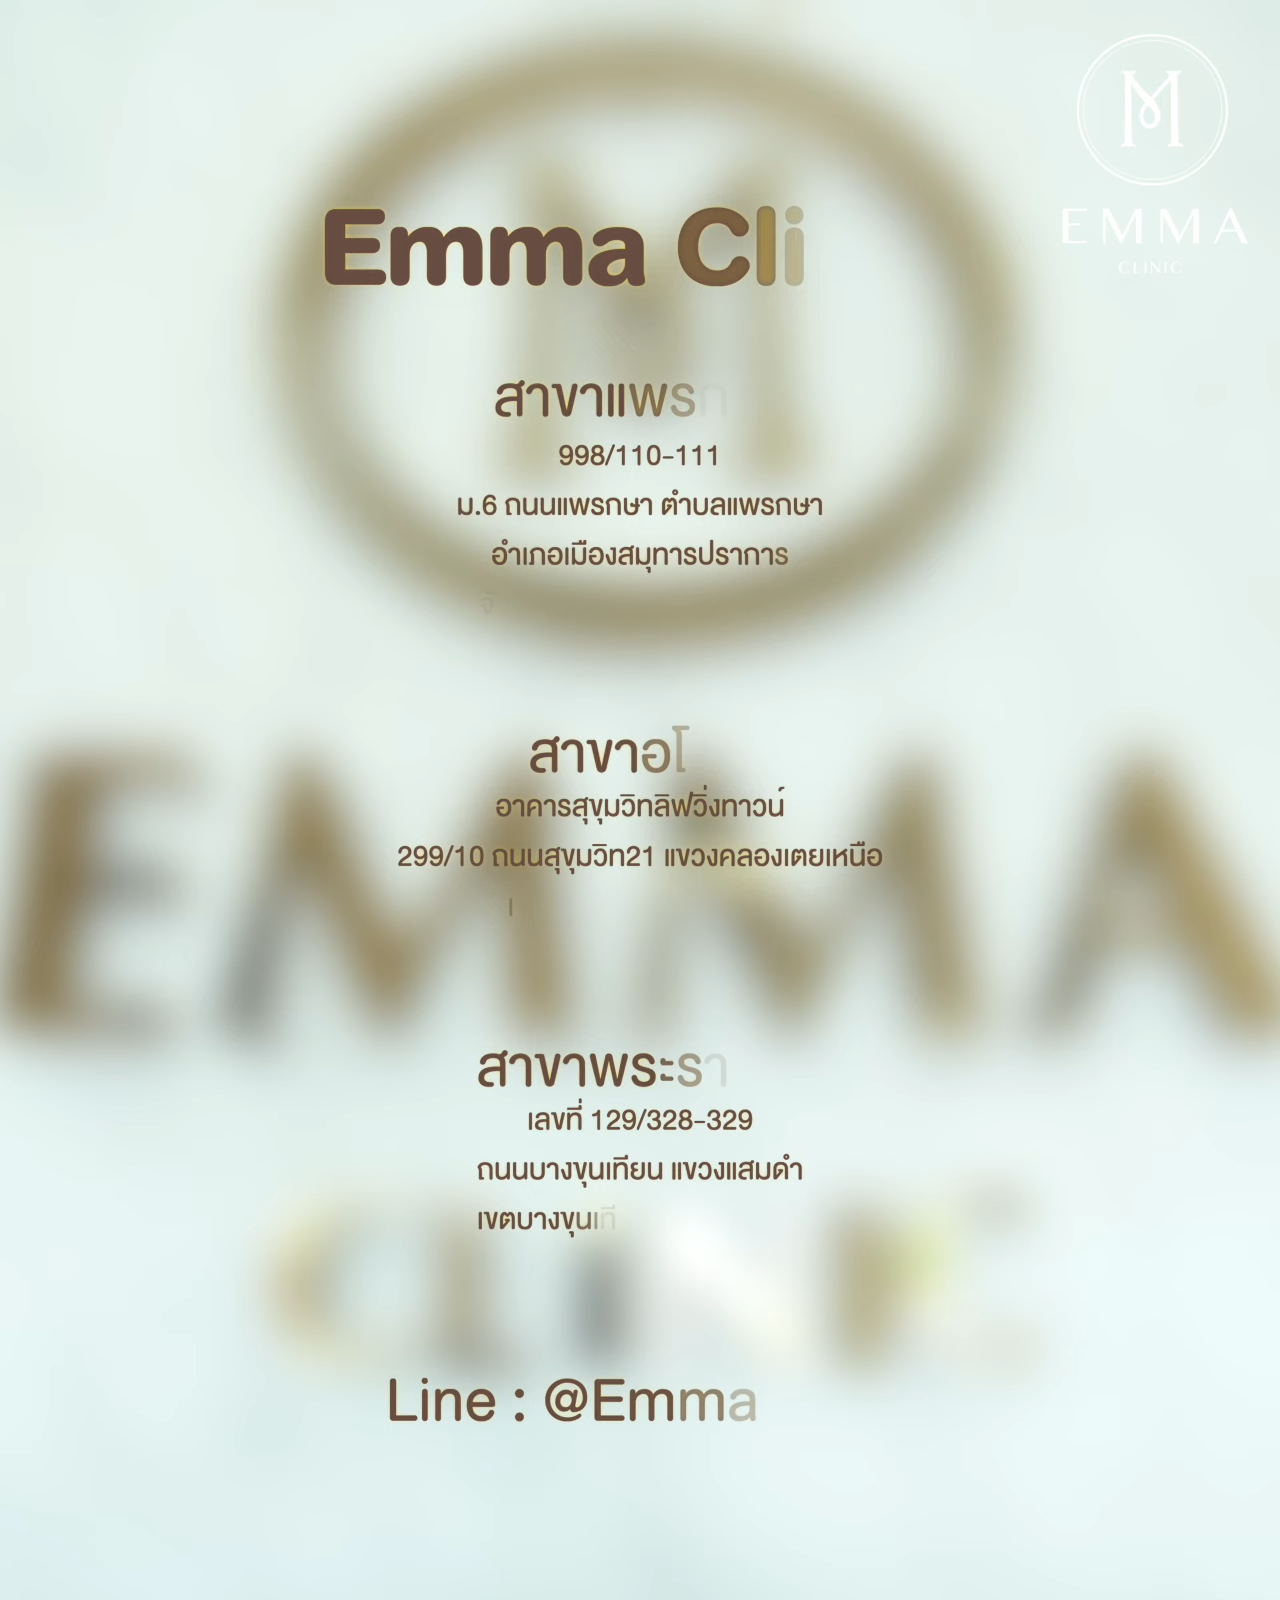 EMMA
CLINIC
Emma Cli
สาขาแพรก
998/110-111
ม.6 ถนนแพรกษา ตำบลแพรกษา
อำเภอเมืองสมุทารปราการ
สาขาอโ
อาคารสุขุมวิทลิฟวิ่งทาวน์
299/10 ถนนสุขุมวิท21 แขวงคลองเตยเหนือ
สาขาพระรา
เลขที่ 129/328-329
ถนนบางขุนเทียน แขวงแสมดำ
เขตบางขุนเที
Line : @Emma
EMMA
CLINIC